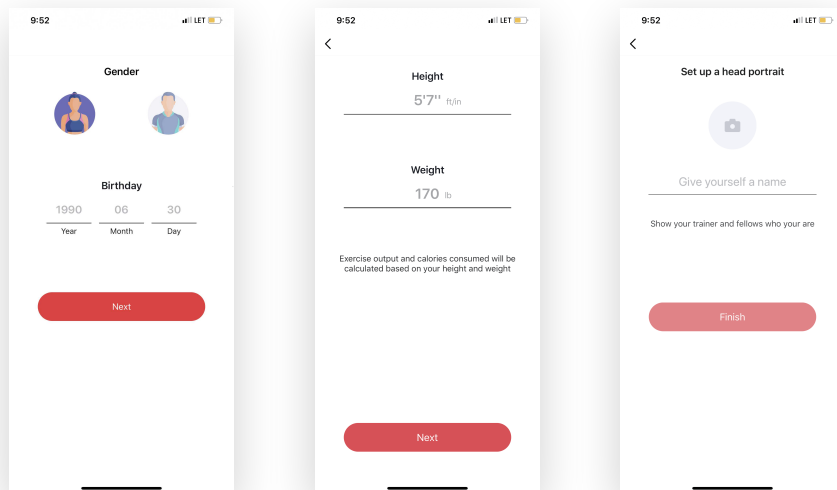 9:52
LET
Gender
Birthday
1990 06 30
Year Month Day
Next
9:52
LET
Height
5'7'' ft/in
Weight
170 lb
Exercise output and calories consumed will be
calculated based on your height and weight
Next
9:52
LET
Set up a head portrait
Give yourself a name
Show your trainer and fellows who your are
Finish